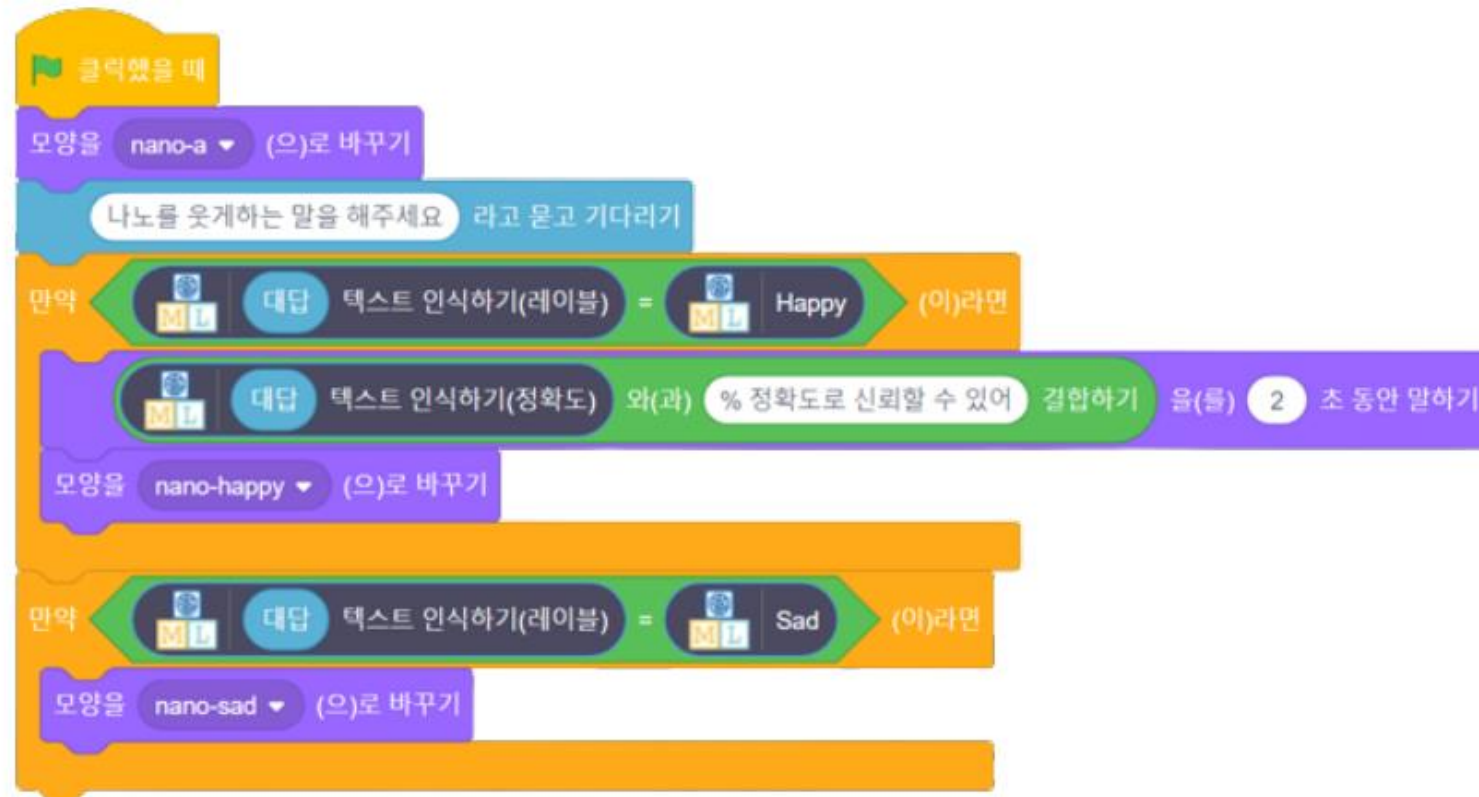 클릭했을 때
모양을 nano-a (으)로 바꾸기
나노를 웃게하는 말을 해주세요 라고 묻고 기다리기
만약 ML 대답 텍스트 인식하기(레이블) = ML Happy (이)라면
ML 대답 텍스트 인식하기(정확도) 와(과) % 정확도로 신뢰할 수 있어 결합하기 을(를) 2 초 동안 말하기
모양을 nano-happy (으)로 바꾸기
만약 ML 대답 텍스트 인식하기(레이블) = ML Sad (이)라면
모양을 nano-sad (으)로 바꾸기